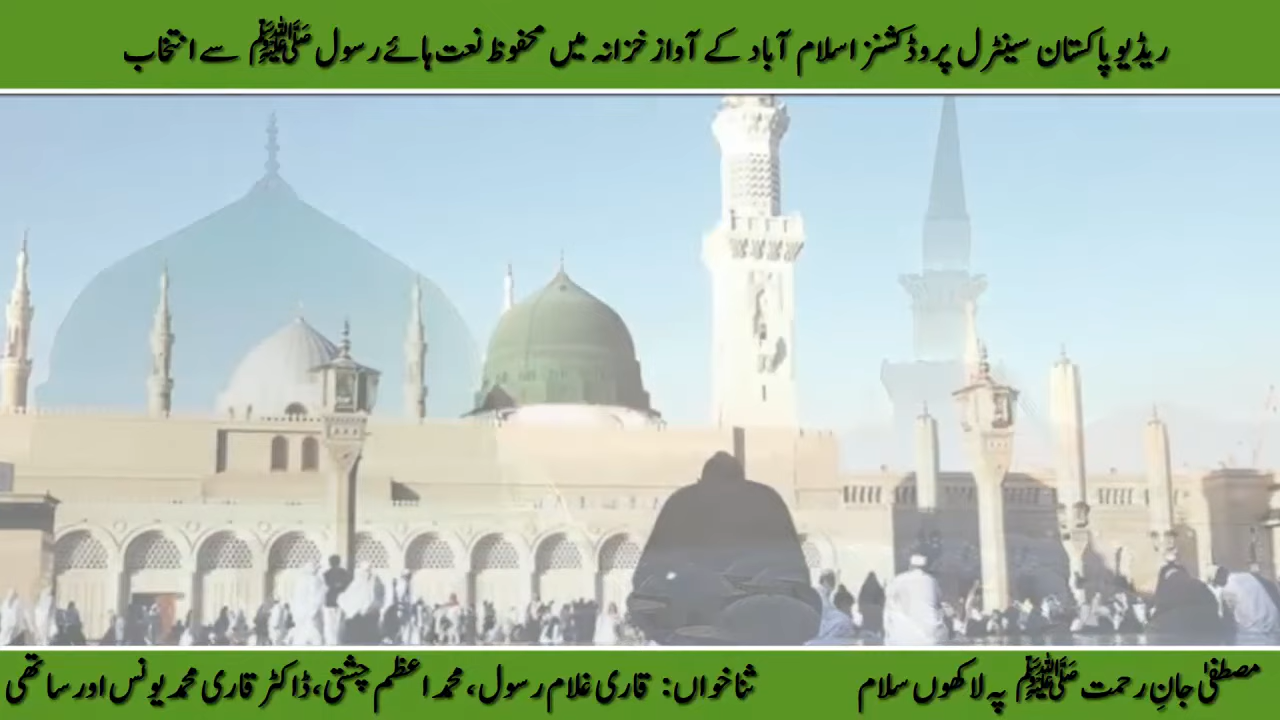 ریڈیو پاکستان سینٹرل پروڈکشنز اسلام آباد کے آواز خزانہ میں محفوظ نعت ہائے رسول ﷺ سے انتخاب
مصطفیٰ جانِ رحمت ﷺ پہ لاکھوں سلام
ثناخواں: قاری غلام رسول، محمد اعظم چشتی، ڈاکٹر قاری محمد یونس اور ساتھی